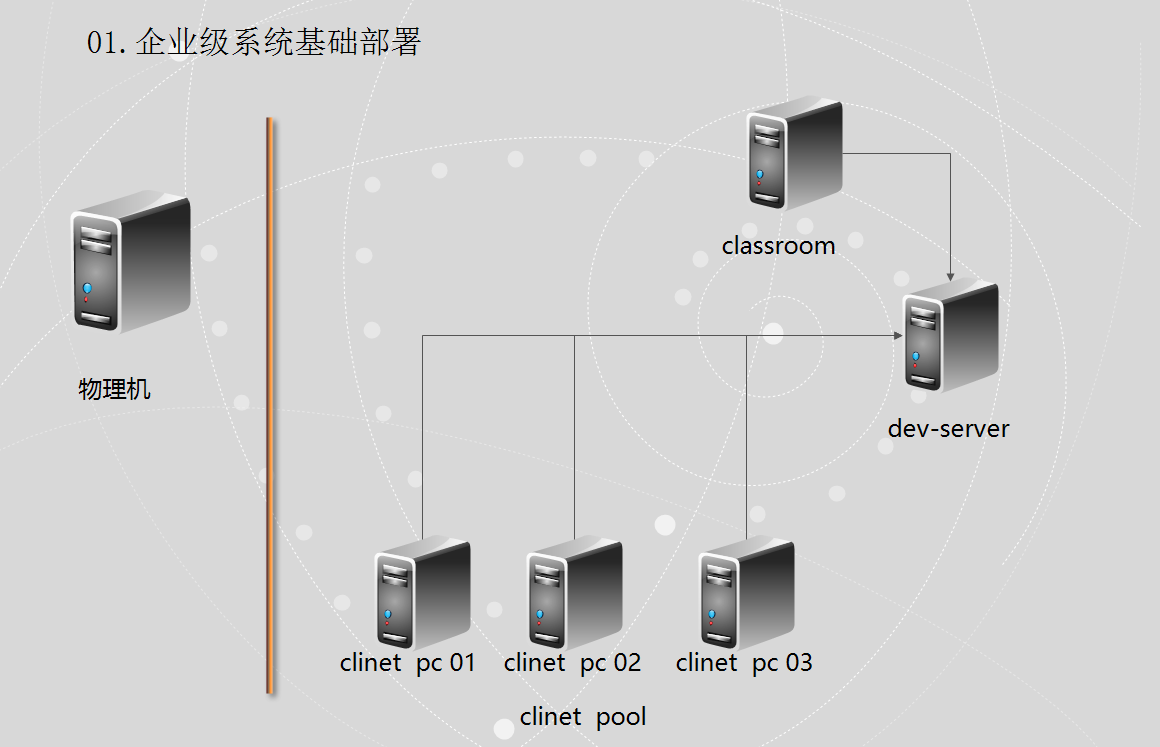 01.企业级系统基础部署
classroom
物理机
dev-server
clinet pc 01
clinet pc 02
clinet pc 03
clinet pool